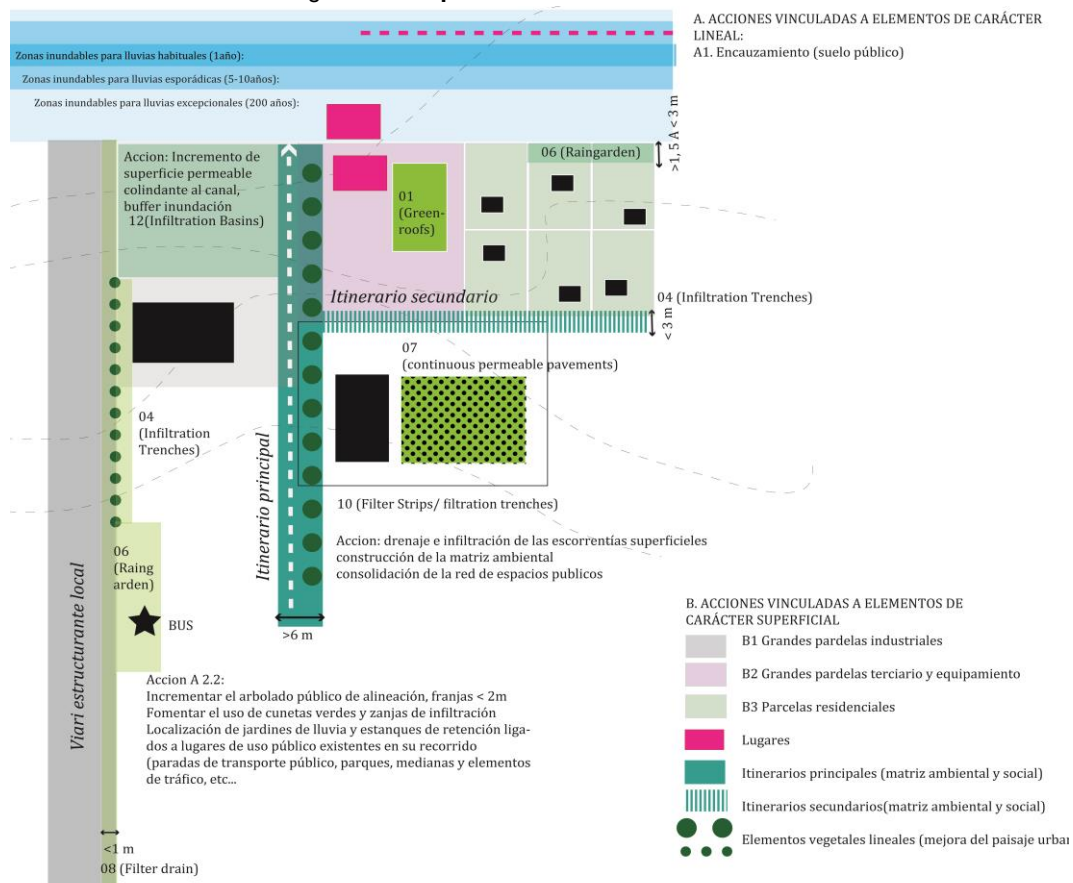 A. ACCIONES VINCULADAS A ELEMENTOS DE CARÁCTER
LINEAL:
A1. Encauzamiento (suelo público)
Zonas inundables para lluvias habituales (1año):
Zonas inundables para lluvias esporádicas (5-10años):
Zonas inundables para lluvias excepcionales (200 años):
>1, 5 A < 3 m
Accion: Incremento de
superficie permeable
colindante al canal,
buffer inundación
12(Infiltration Basins)
01
(Green-
roofs)
06 (Raingarden)
Itinerario secundario
04 (Infiltration Trenches)
< 3 m
07
(continuous permeable pavements)
04
(Infiltration
Trenches)
Itinerario principal
10 (Filter Strips/ filtration trenches)
Accion: drenaje e infiltración de las escorrentías superficieles
construcción de la matriz ambiental
consolidación de la red de espacios publicos
06
(Raing
arden)
BUS
>6 m
Viari estructurante local
Accion A 2.2:
Incrementar el arbolado público de alineación, franjas < 2m
Fomentar el uso de cunetas verdes y zanjas de infiltración
Localización de jardines de lluvia y estanques de retención liga-
dos a lugares de uso público existentes en su recorrido
(paradas de transporte público, parques, medianas y elementos
de tráfico, etc...
<1 m
08 (Filter drain)
B. ACCIONES VINCULADAS A ELEMENTOS DE
CARÁCTER SUPERFICIAL
B1 Grandes pardelas industriales
B2 Grandes pardelas terciario y equipamiento
B3 Parcelas residenciales
Lugares
Itinerarios principales (matriz ambiental y social)
Itinerarios secundarios(matriz ambiental y social)
Elementos vegetales lineales (mejora del paisaje urba